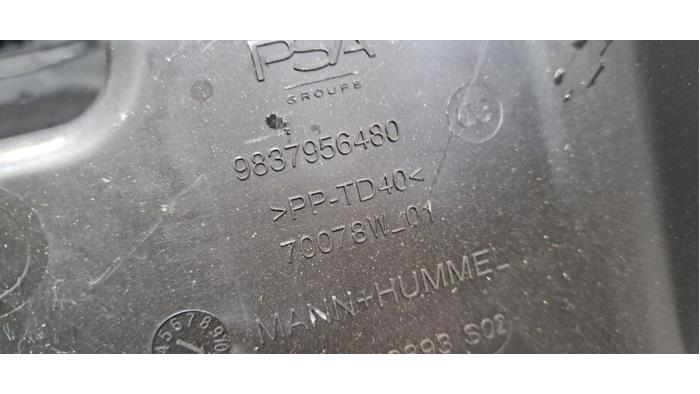 PSA
GROUPE
9837956480
>PP-TD40<
70078W_01
MANN+HUMMEL
S02